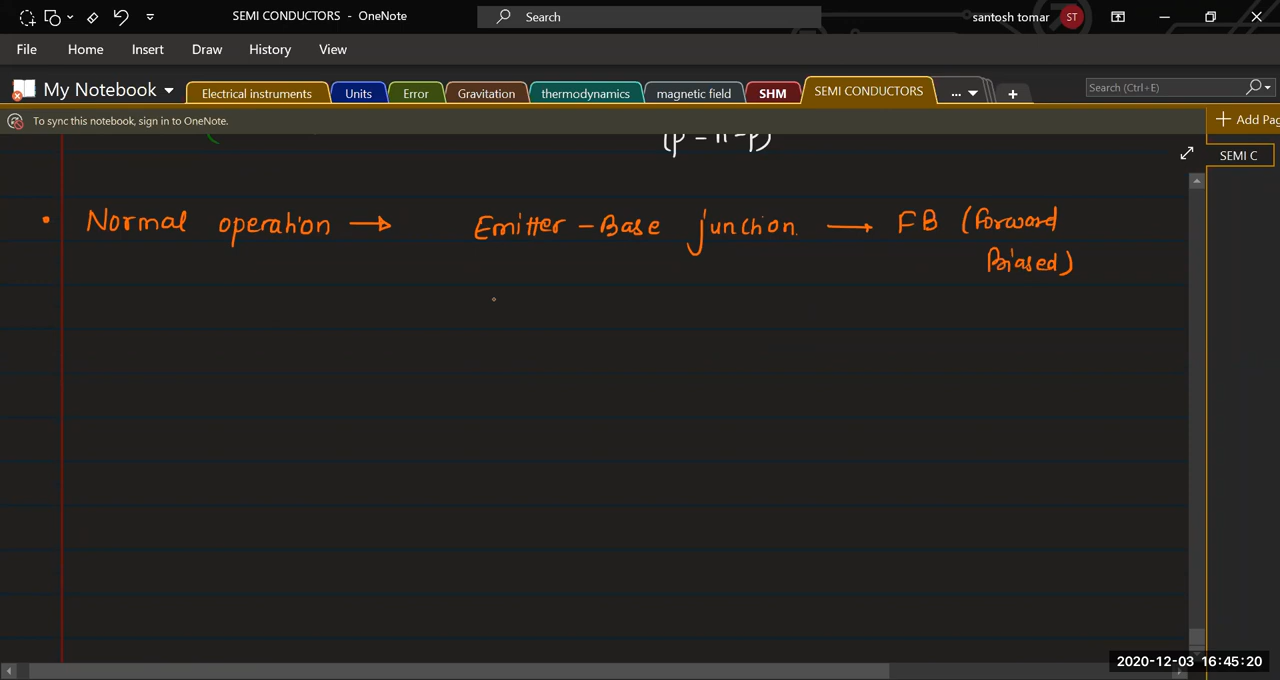 SEMI CONDUCTORS - OneNote
Search
santosh tomar
ST
File Home Insert Draw History View
My Notebook
Electrical instruments Units Error Gravitation thermodynamics magnetic field SHM SEMI CONDUCTORS ... +
Search (Ctrl+E)
To sync this notebook, sign in to OneNote.
Add Pag
SEMI C
(p - n - p)
• Normal operation → Emitter - Base junction. → FB (Forward
Biased)
2020-12-03 16:45:20